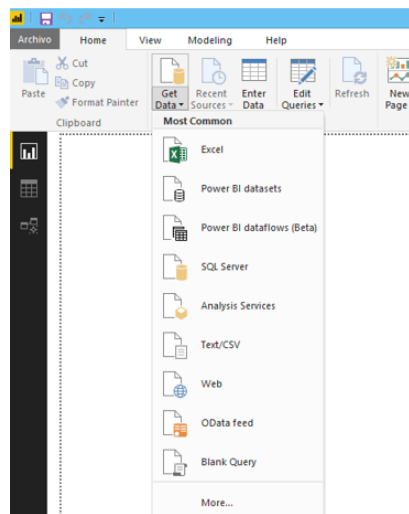 Archivo Home View Modeling Help
Paste
Cut
Copy
Format Painter
Clipboard
Get Data
Recent Sources
Enter Data
Edit Queries
Refresh
New Page
Most Common
Excel
Power BI datasets
Power BI dataflows (Beta)
SQL Server
Analysis Services
Text/CSV
Web
OData feed
Blank Query
More...